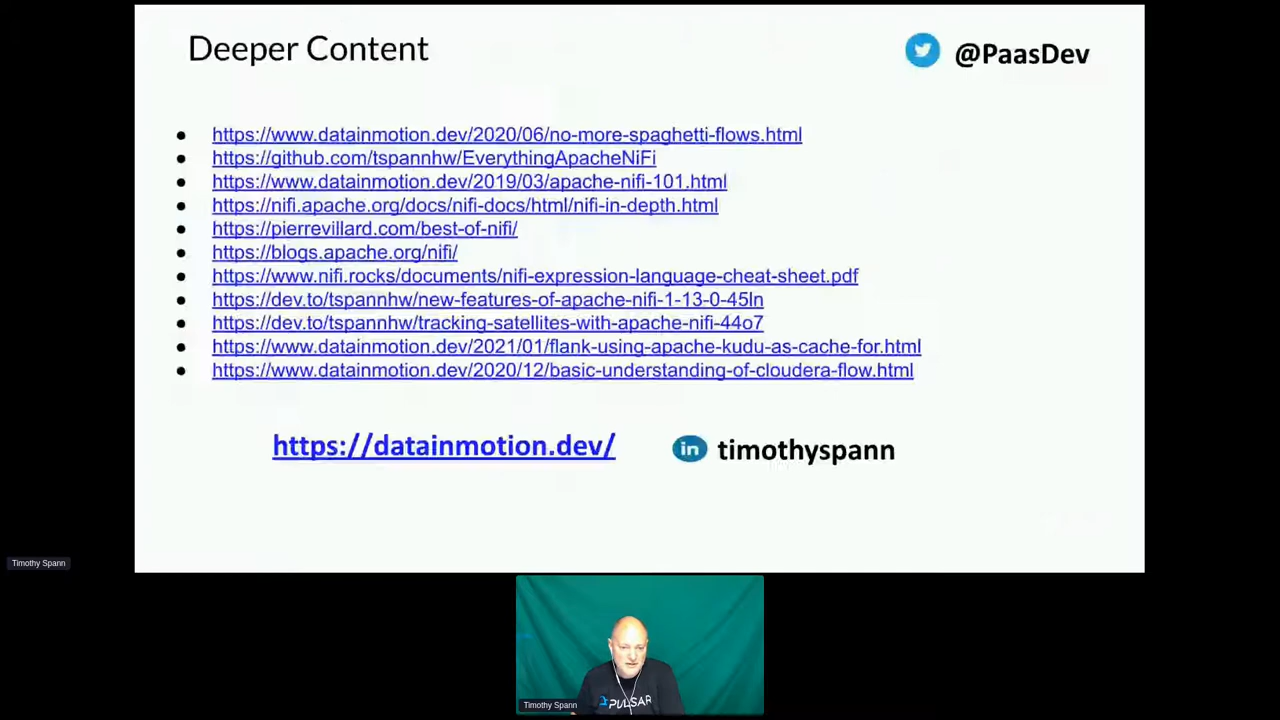 Deeper Content
@PaasDev
https://www.datainmotion.dev/2020/06/no-more-spaghetti-flows.html
https://github.com/tspannhw/EverythingApacheNiFi
https://www.datainmotion.dev/2019/03/apache-nifi-101.html
https://nifi.apache.org/docs/nifi-docs/html/nifi-in-depth.html
https://pierrevillard.com/best-of-nifi/
https://blogs.apache.org/nifi/
https://www.nifi.rocks/documents/nifi-expression-language-cheat-sheet.pdf
https://dev.to/tspannhw/new-features-of-apache-nifi-1-13-0-45ln
https://dev.to/tspannhw/tracking-satellites-with-apache-nifi-44o7
https://www.datainmotion.dev/2021/01/flank-using-apache-kudu-as-cache-for.html
https://www.datainmotion.dev/2020/12/basic-understanding-of-cloudera-flow.html
https://datainmotion.dev/
in timothyspann
Timothy Spann
PULSAR
Timothy Spann